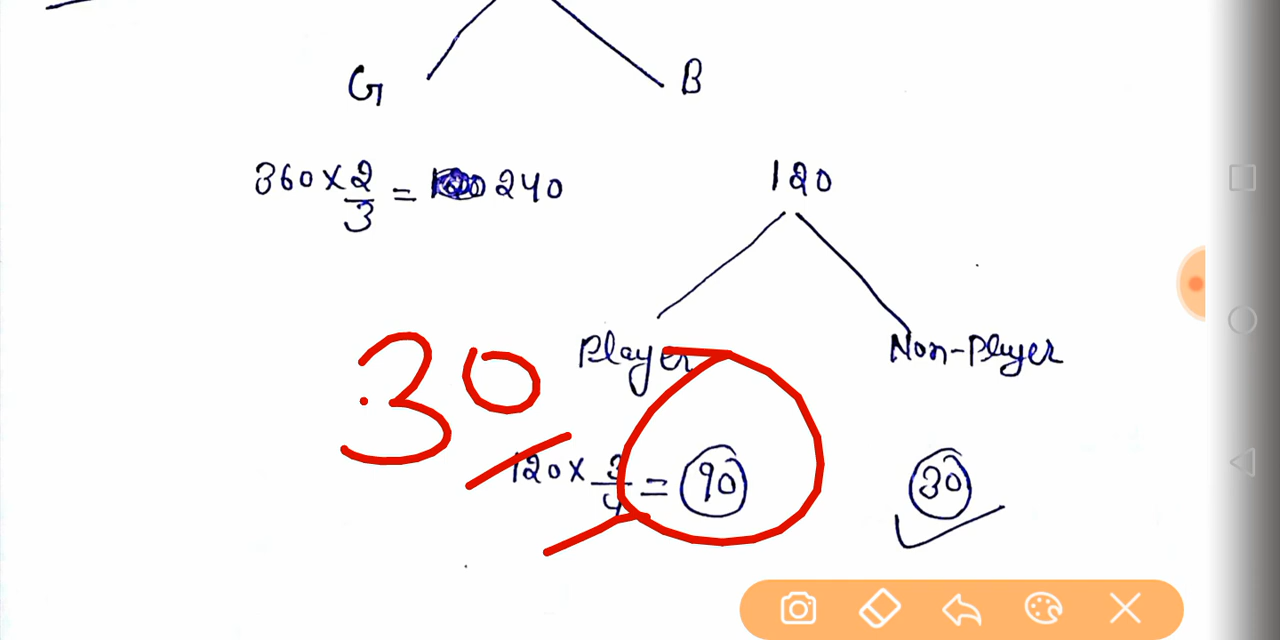 G B
360 × 2/3 = 240
120
Player Non-Player
30
120 × 3/4 = 90
30